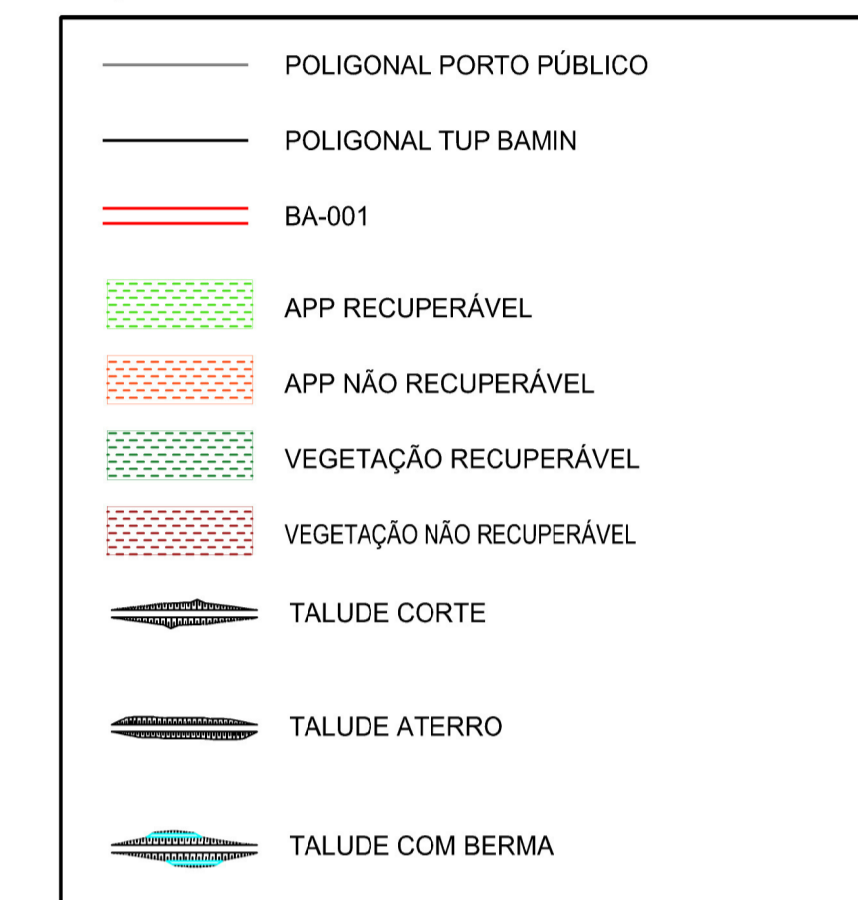 POLIGONAL PORTO PÚBLICO
POLIGONAL TUP BAMIN
BA-001
APP RECUPERÁVEL
APP NÃO RECUPERÁVEL
VEGETAÇÃO RECUPERÁVEL
VEGETAÇÃO NÃO RECUPERÁVEL
TALUDE CORTE
TALUDE ATERRO
TALUDE COM BERMA